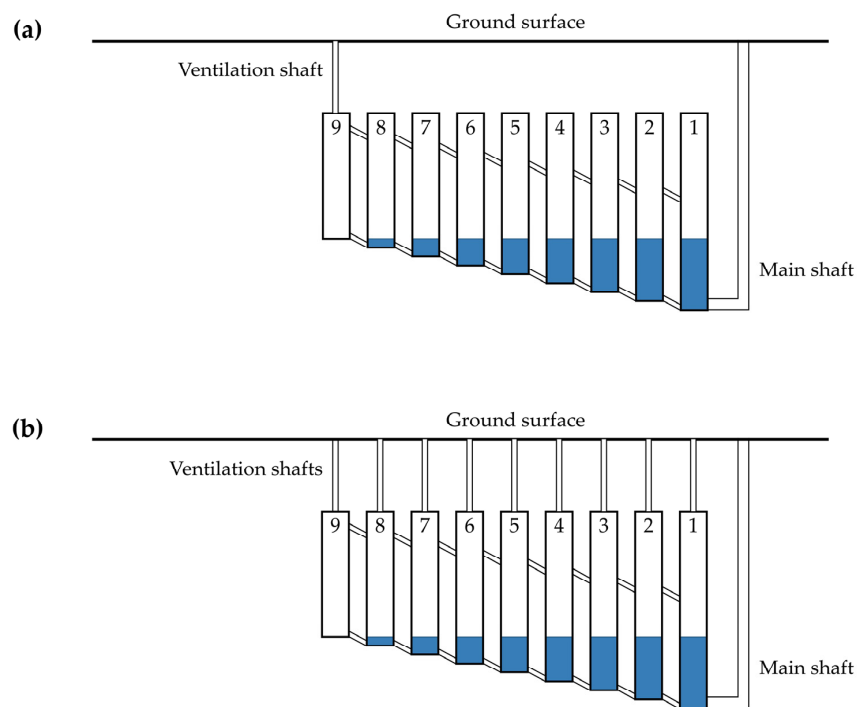 (a)
Ground surface
Ventilation shaft
9 8 7 6 5 4 3 2 1
Main shaft
(b)
Ground surface
Ventilation shafts
9 8 7 6 5 4 3 2 1
Main shaft